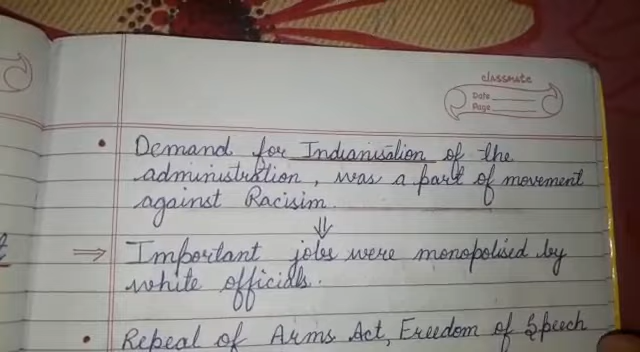 classmate
Date
Page
• Demand for Indianisation of the
administration, was a part of movement
against Racisim.
⇓
⇒ Important jobs were monopolised by
white officials.
• Repeal of Arms Act, Freedom of Speech